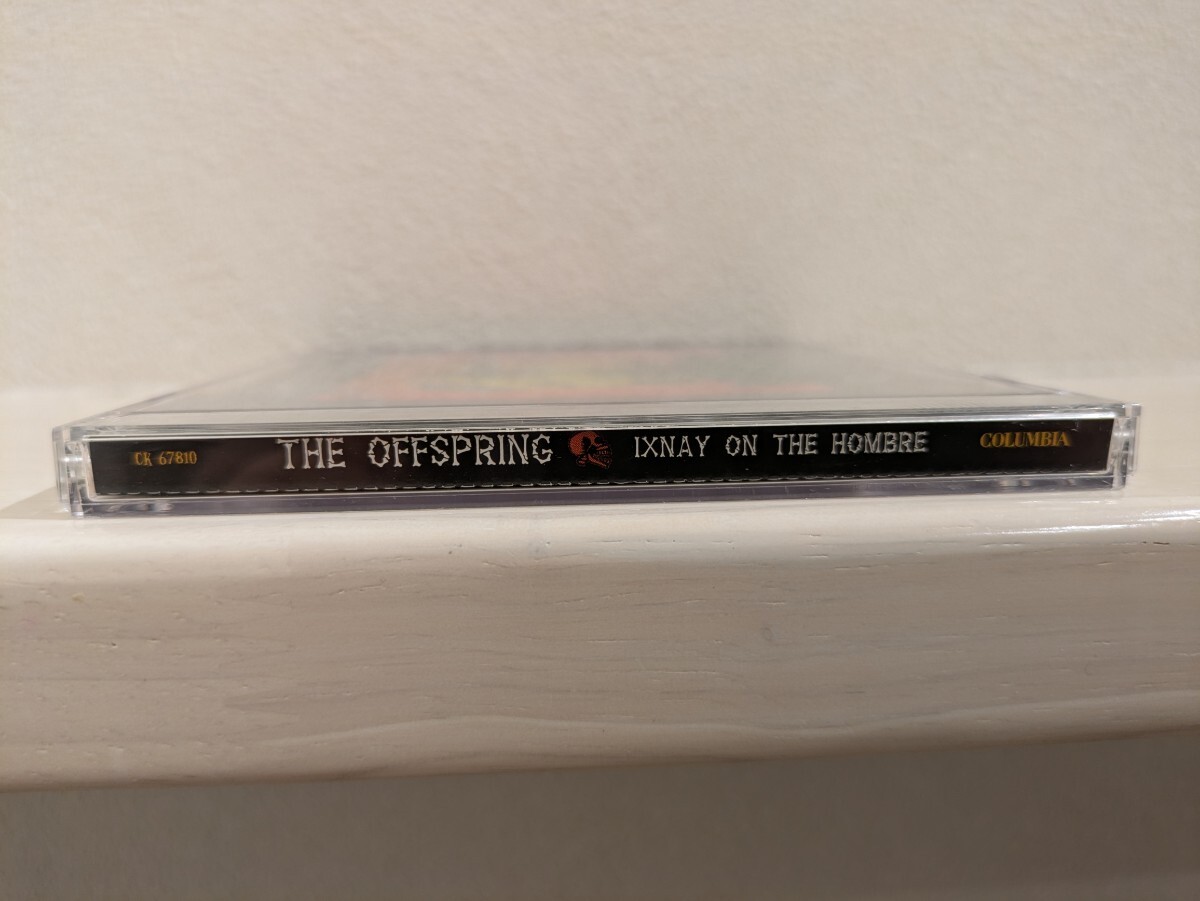 CK 67810 THE OFFSPRING IXNAY ON THE HOMBRE COLUMBIA